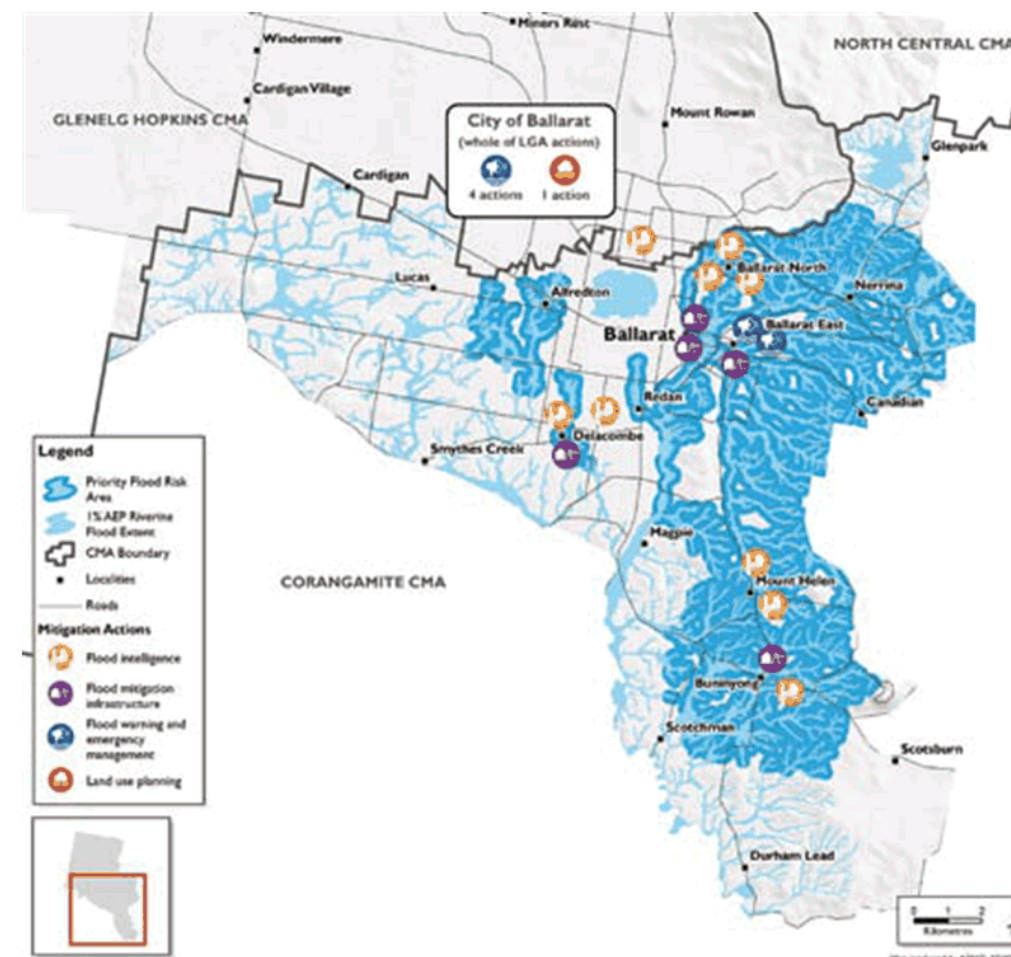 Miners Rest
Windermere
NORTH CENTRAL CMA
Cardigan Village
GLENELG HOPKINS CMA
Mount Rowan
City of Ballarat
(whole of LGA actions)
4 actions 1 action
Glenpark
Cardigan
Lucas
Alfredton
Ballarat North
Nerrina
Ballarat
Ballarat East
Redan
Canadian
Delacombe
Smythes Creek
Magpie
CORANGAMITE CMA
Mount Helen
Buninyong
Scotchman
Scotsburn
Durham Lead
Legend
Priority Flood Risk
Area
1% AEP Riverine
Flood Extent
CMA Boundary
Localities
Roads
Mitigation Actions
Flood intelligence
Flood mitigation
infrastructure
Flood warning and
emergency
management
Land use planning
0 1 2
Kilometres